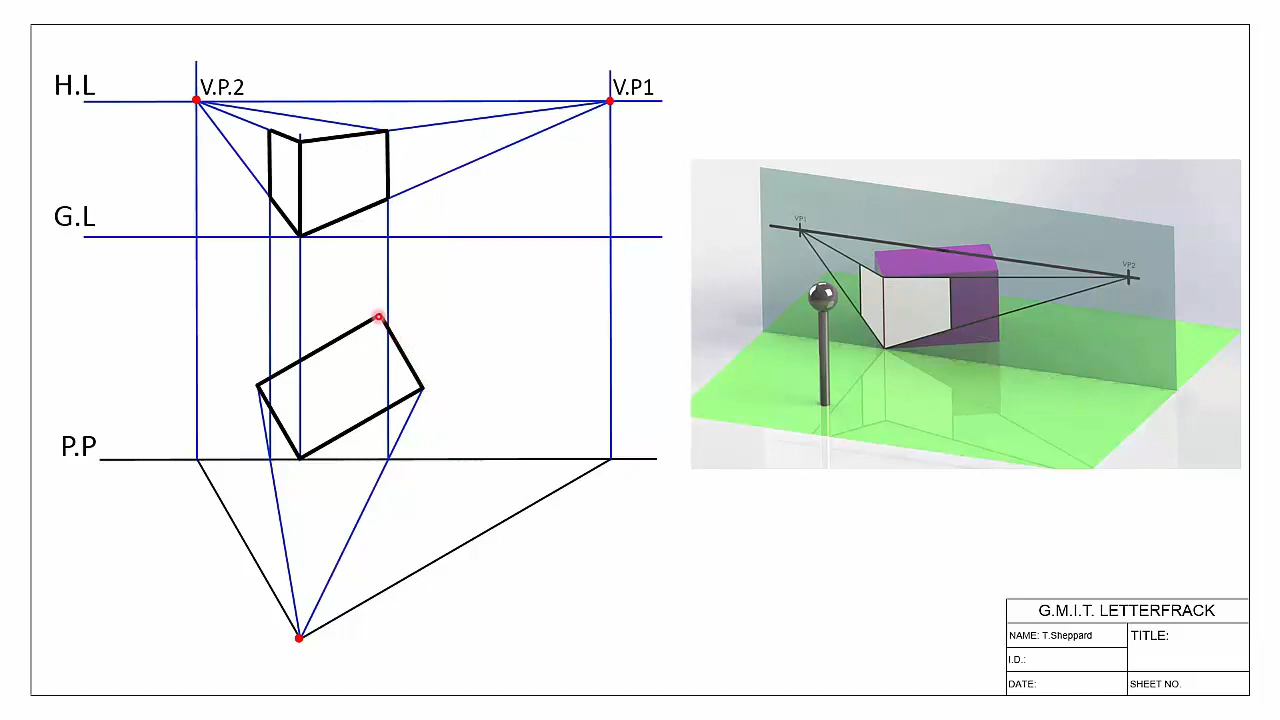 H.L
V.P.2
V.P1
G.L
P.P
VP1
VP2
G.M.I.T. LETTERFRACK
NAME: T.Sheppard
TITLE:
I.D.:
DATE:
SHEET NO.